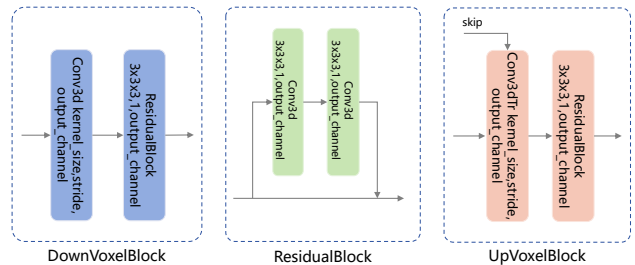 Conv3d kernel_size,stride,
output_channel
ResidualBlock
3x3x3,1,output_channel
DownVoxelBlock
Conv3d
3x3x3,1,output_channel
Conv3d
3x3x3,1,output_channel
ResidualBlock
skip
Conv3dTr kernel_size,stride,
output_channel
ResidualBlock
3x3x3,1,output_channel
UpVoxelBlock